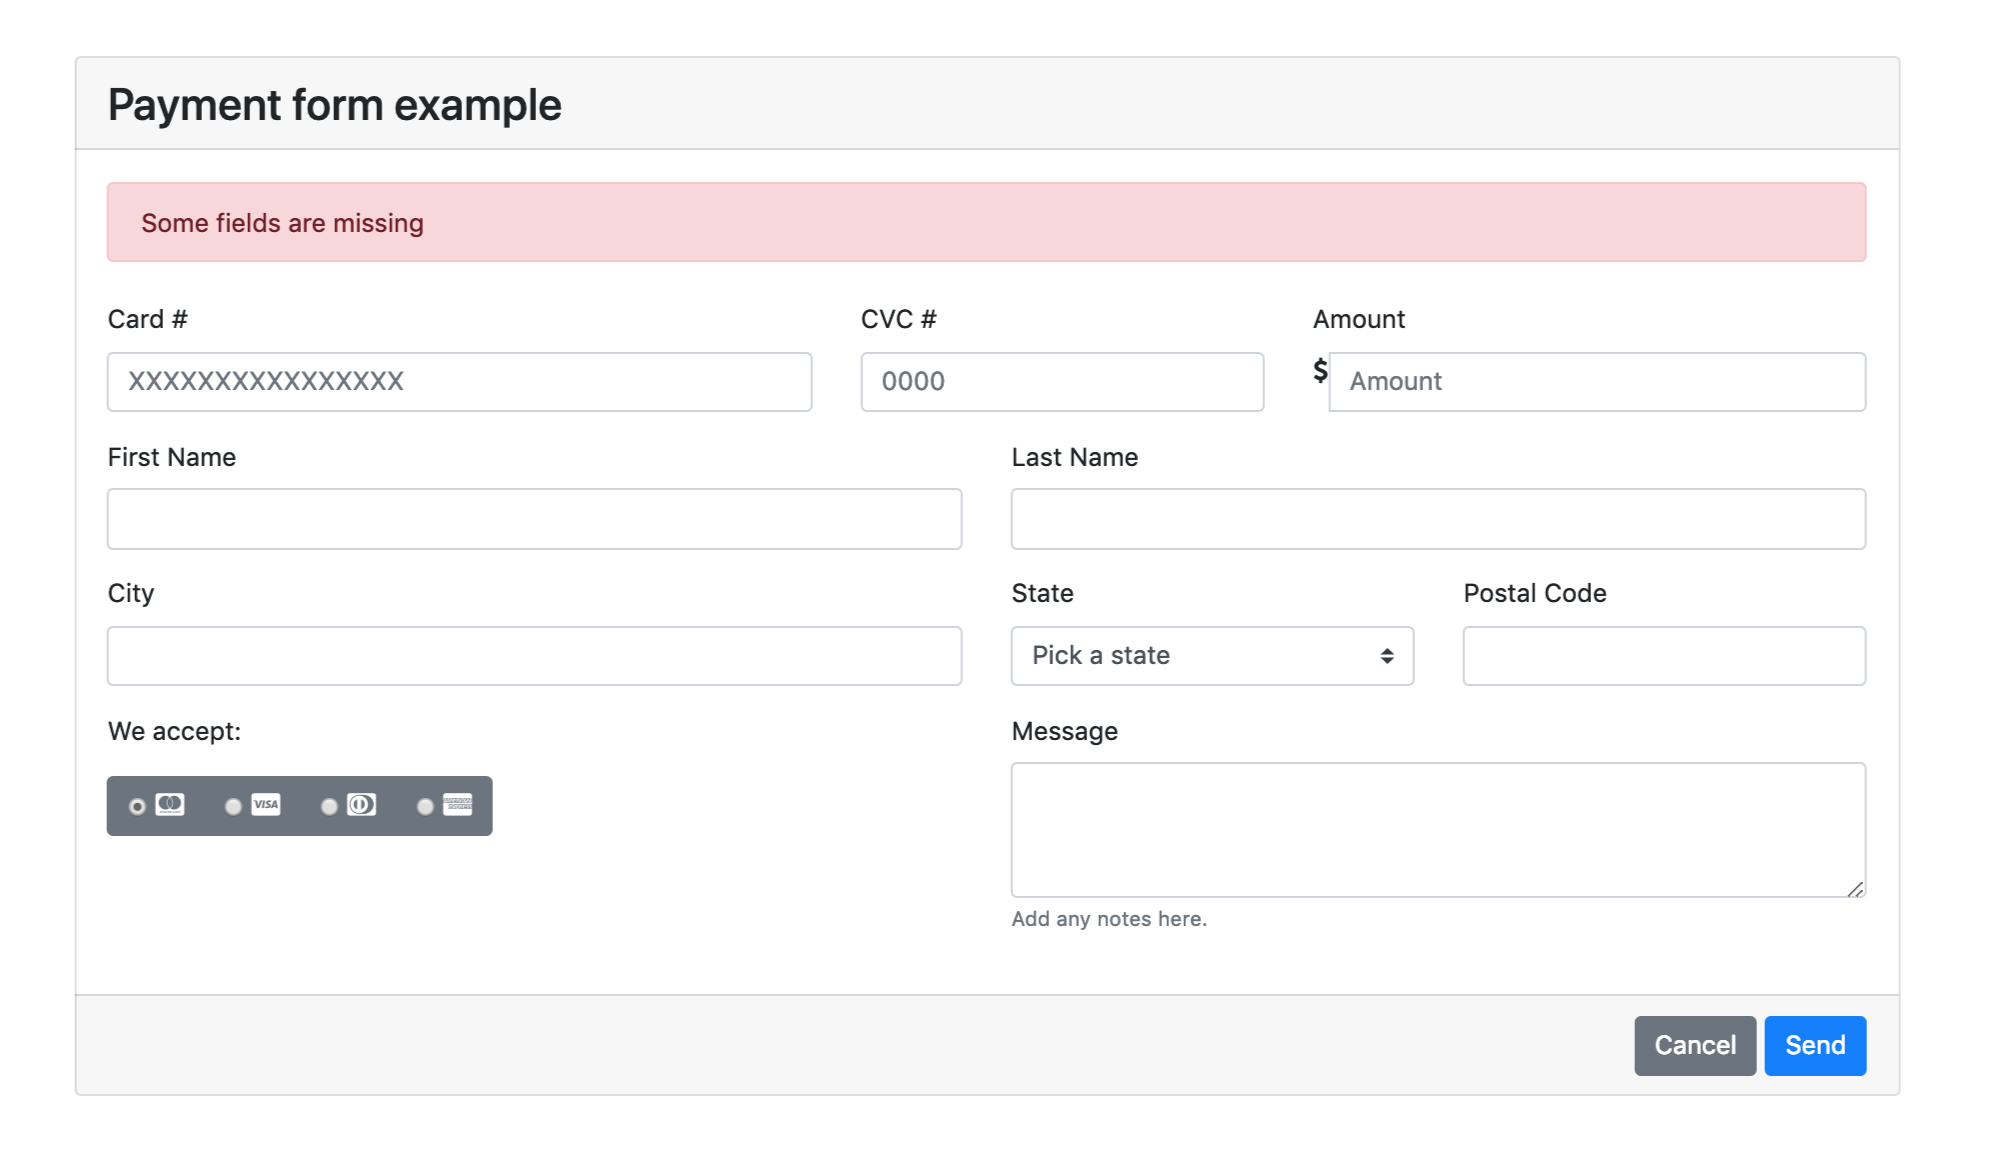 Payment form example
Some fields are missing
Card # CVC # Amount
XXXXXXXXXXXXXXXX 0000 $ Amount
First Name Last Name
City State Postal Code
Pick a state
We accept: Message
VISA
Add any notes here.
Cancel Send